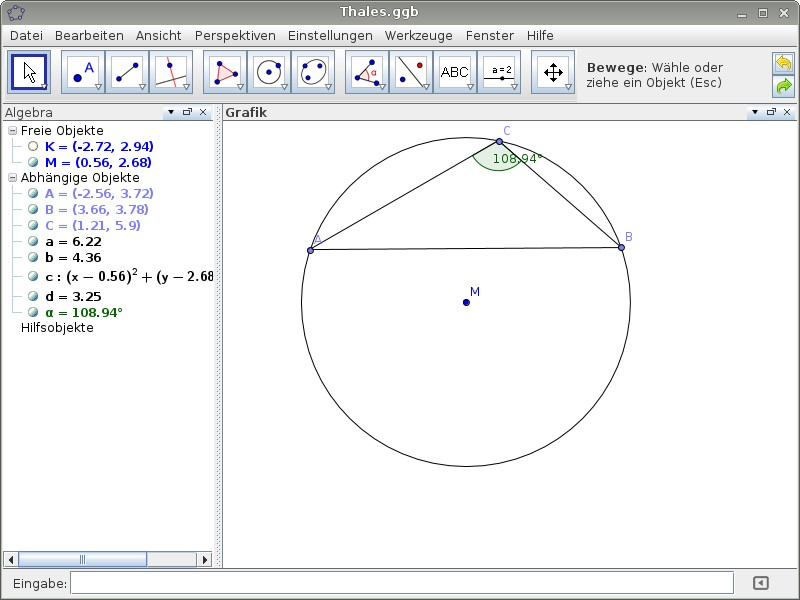 Thales.ggb
Datei Bearbeiten Ansicht Perspektiven Einstellungen Werkzeuge Fenster Hilfe
A
α
ABC
a=2
Bewege: Wähle oder
ziehe ein Objekt (Esc)
Algebra
Grafik
Freie Objekte
K = (-2.72, 2.94)
M = (0.56, 2.68)
Abhängige Objekte
A = (-2.56, 3.72)
B = (3.66, 3.78)
C = (1.21, 5.9)
a = 6.22
b = 4.36
c : (x − 0.56)² + (y − 2.68
d = 3.25
α = 108.94°
Hilfsobjekte
C
108.94°
A
B
M
Eingabe: